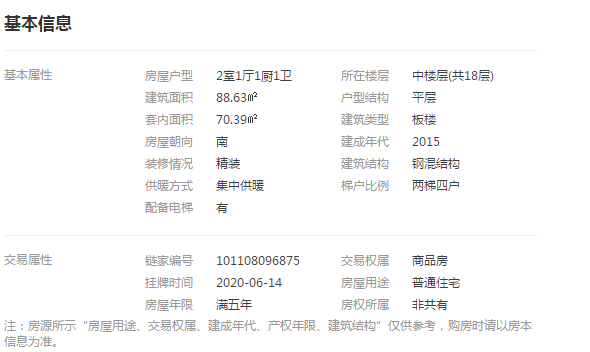 基本信息
基本属性 房屋户型 2室1厅1厨1卫 所在楼层 中楼层(共18层)
建筑面积 88.63㎡ 户型结构 平层
套内面积 70.39㎡ 建筑类型 板楼
房屋朝向 南 建成年代 2015
装修情况 精装 建筑结构 钢混结构
供暖方式 集中供暖 梯户比例 两梯四户
配备电梯 有
交易属性 链家编号 101108096875 交易权属 商品房
挂牌时间 2020-06-14 房屋用途 普通住宅
房屋年限 满五年 房权所属 非共有
注：房源所示“房屋用途、交易权属、建成年代、产权年限、建筑结构”仅供参考，购房时请以房本
信息为准。